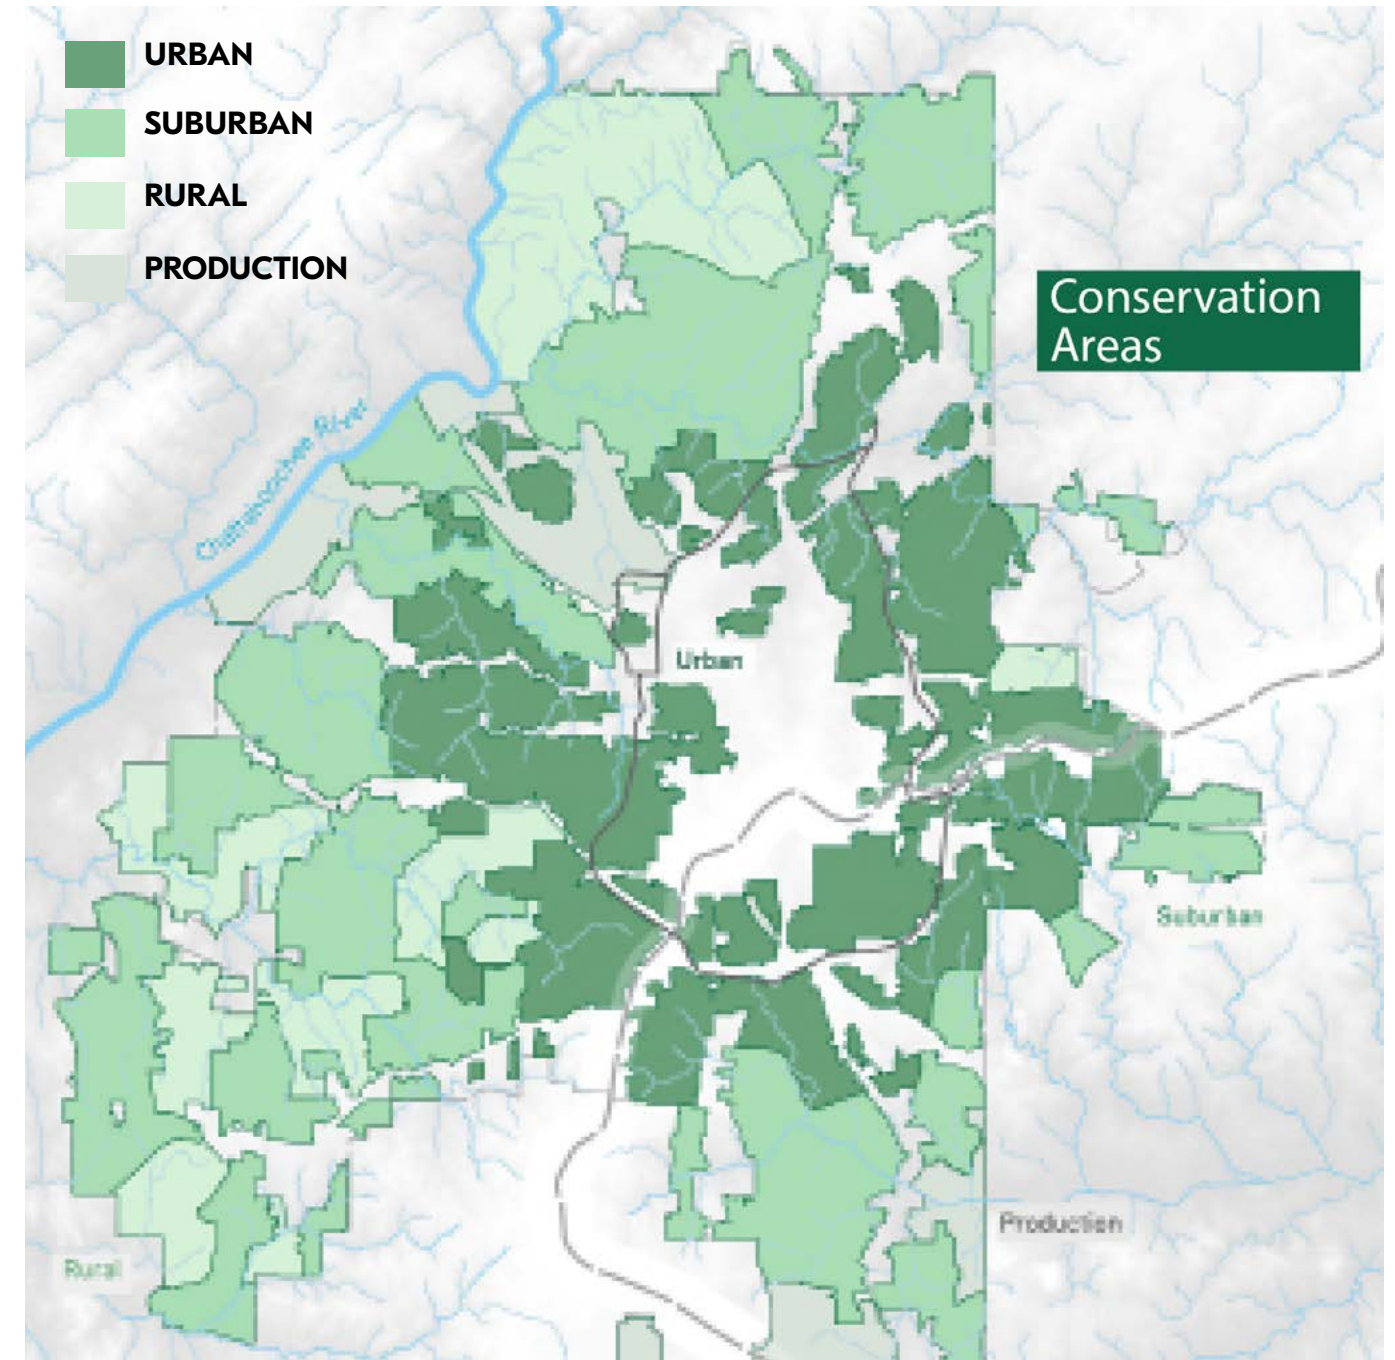 URBAN
SUBURBAN
RURAL
PRODUCTION
Conservation
Areas
Chattahoochee River
Urban
Suburban
Production
Rural